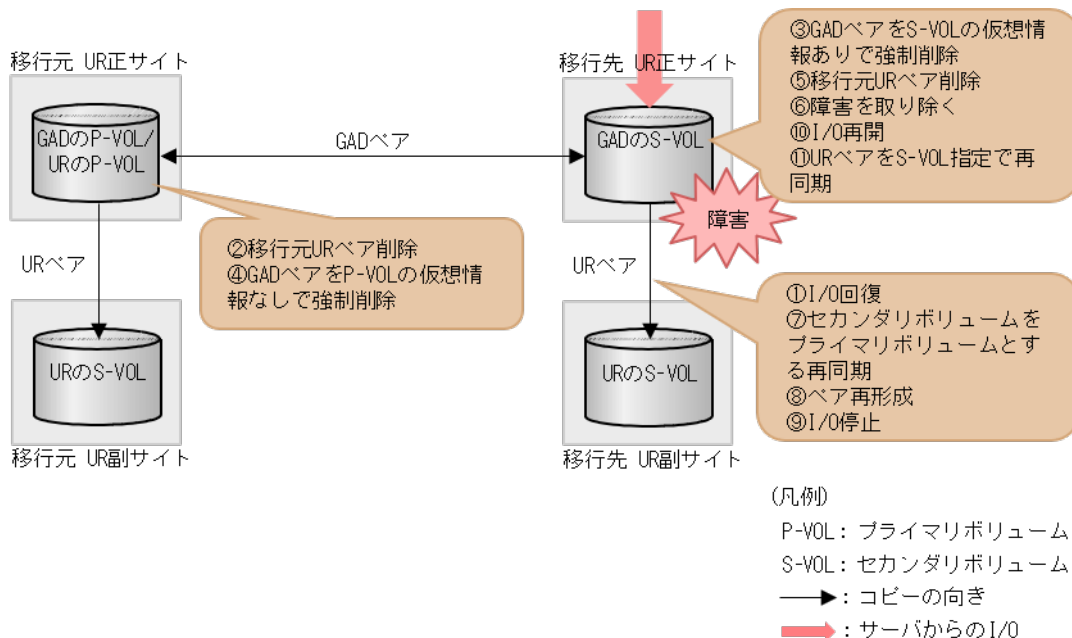 移行元 UR正サイト
GADのP-VOL/
URのP-VOL
GADペア
移行先 UR正サイト
GADのS-VOL
③GADペアをS-VOLの仮想情
報ありで強制削除
⑤移行元URペア削除
⑥障害を取り除く
⑩I/O再開
⑪URペアをS-VOL指定で再
同期
障害
②移行元URペア削除
④GADペアをP-VOLの仮想情
報なしで強制削除
URペア
URペア
①I/O回復
⑦セカンダリボリュームを
プライマリボリュームとす
る再同期
⑧ペア再形成
⑨I/O停止
URのS-VOL
URのS-VOL
移行元 UR副サイト
移行先 UR副サイト
(凡例)
P-VOL: プライマリボリューム
S-VOL: セカンダリボリューム
: コピーの向き
: サーバからのI/O